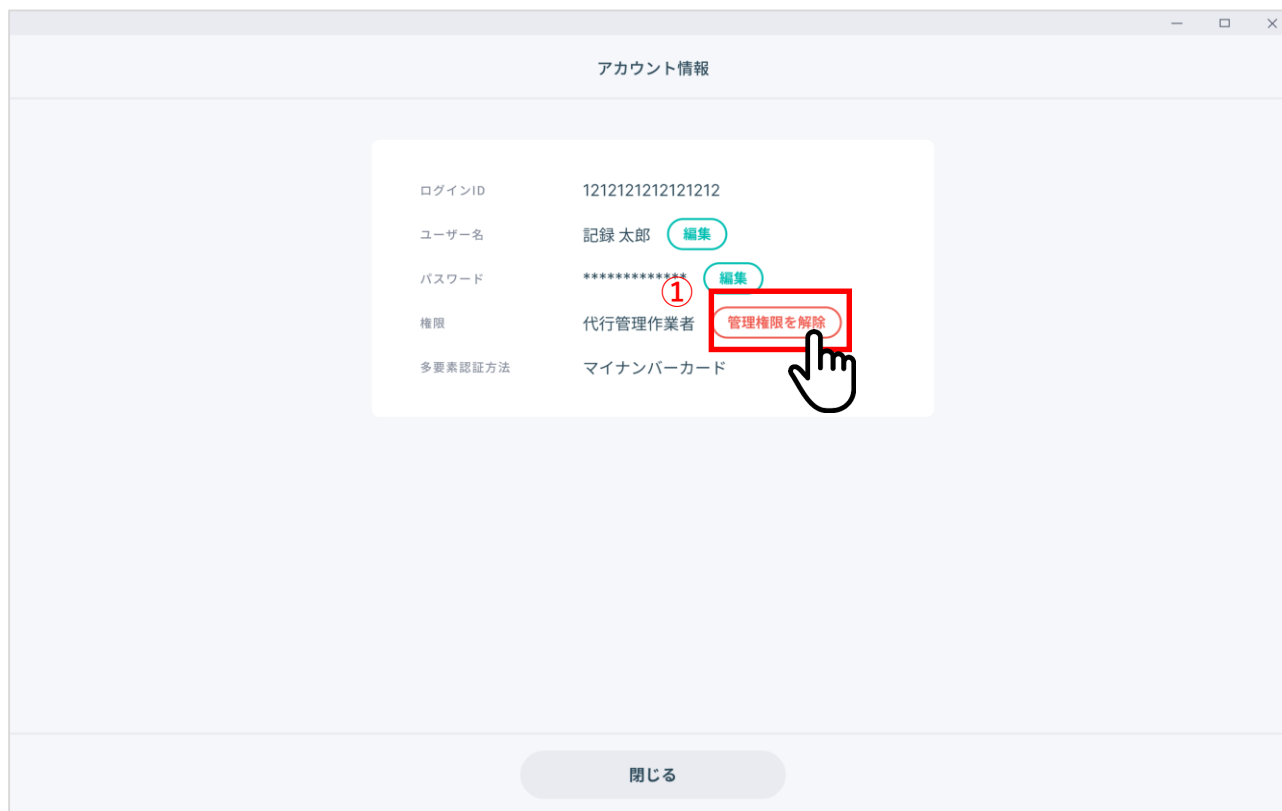 アカウント情報
ログインID 1212121212121212
ユーザー名 記録 太郎 編集
パスワード ************* 編集
①
権限 代行管理作業者 管理権限を解除
多要素認証方法 マイナンバーカード
閉じる